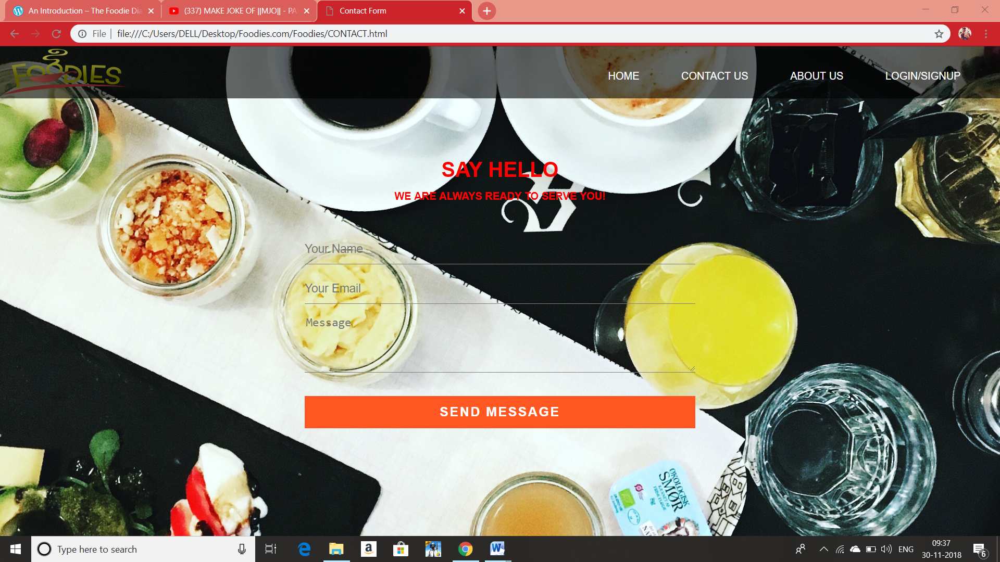 An Introduction – The Foodie Dia
(337) MAKE JOKE OF ||MJO|| - PA
Contact Form
File
file:///C:/Users/DELL/Desktop/Foodies.com/Foodies/CONTACT.html
FOODIES
HOME
CONTACT US
ABOUT US
LOGIN/SIGNUP
SAY HELLO
WE ARE ALWAYS READY TO SERVE YOU!
Your Name
Your Email
Message
SEND MESSAGE
ØKOLOGISK
SMØR
8g
Type here to search
ENG
09:37
30-11-2018
6